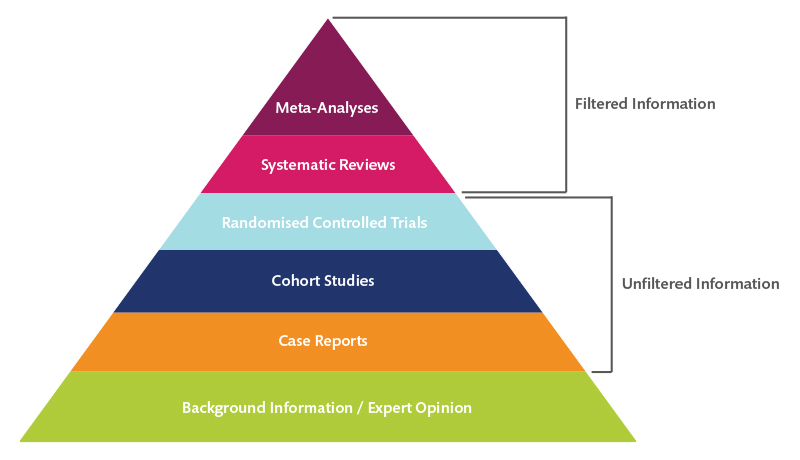 Meta-Analyses
Filtered Information
Systematic Reviews
Randomised Controlled Trials
Cohort Studies
Unfiltered Information
Case Reports
Background Information / Expert Opinion